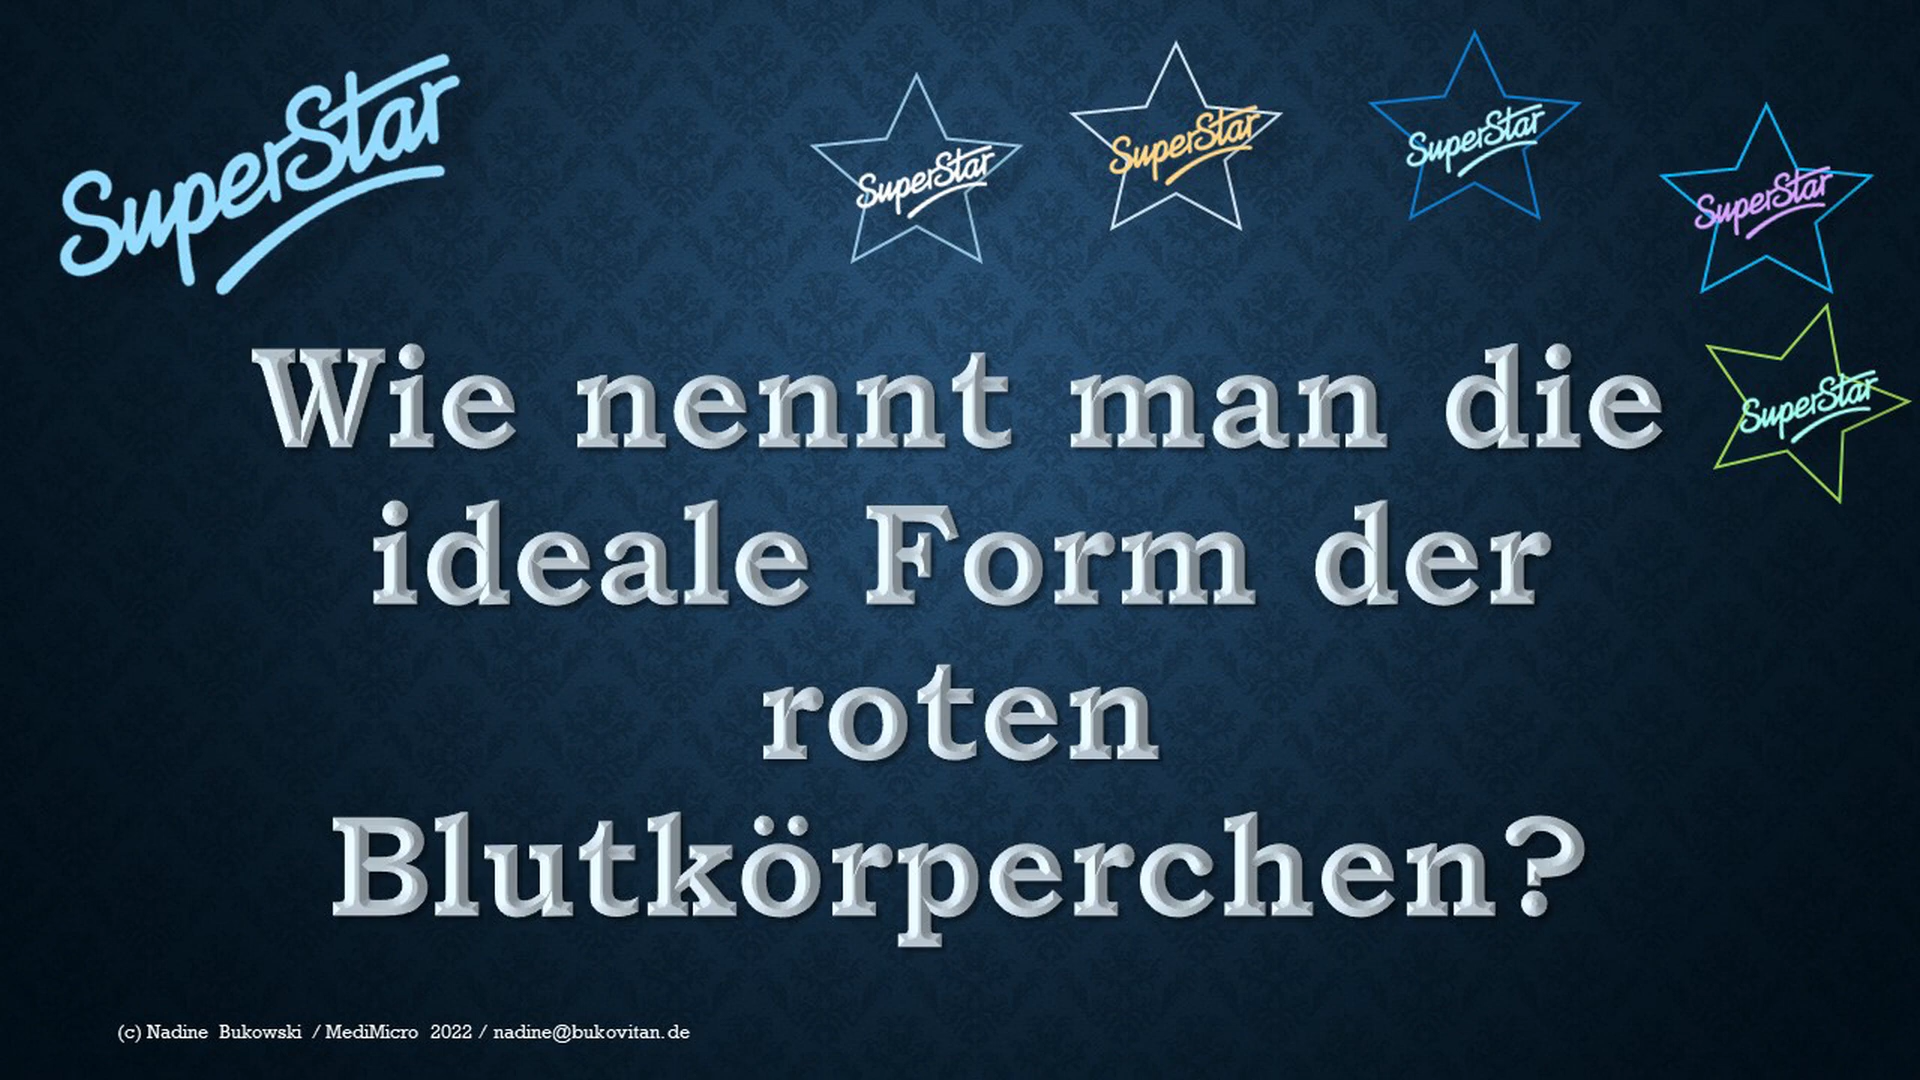 SuperStar
SuperStar
SuperStar
SuperStar
SuperStar
SuperStar
Wie nennt man die
ideale Form der
roten
Blutkörperchen?
(c) Nadine Bukowski / MediMicro 2022 / nadine@bukovitan.de